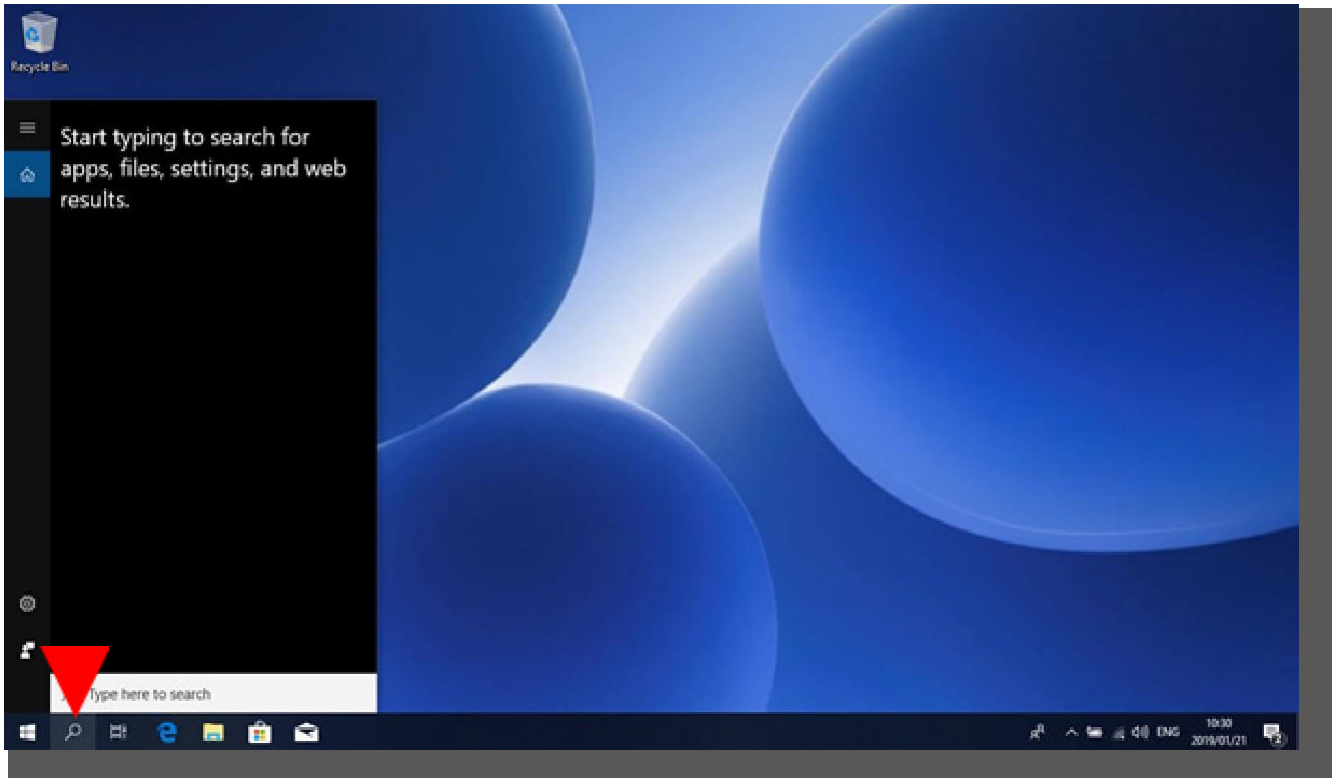 Recycle Bin
Start typing to search for
apps, files, settings, and web
results.
Type here to search
ENG
10:30
2019/01/21
2